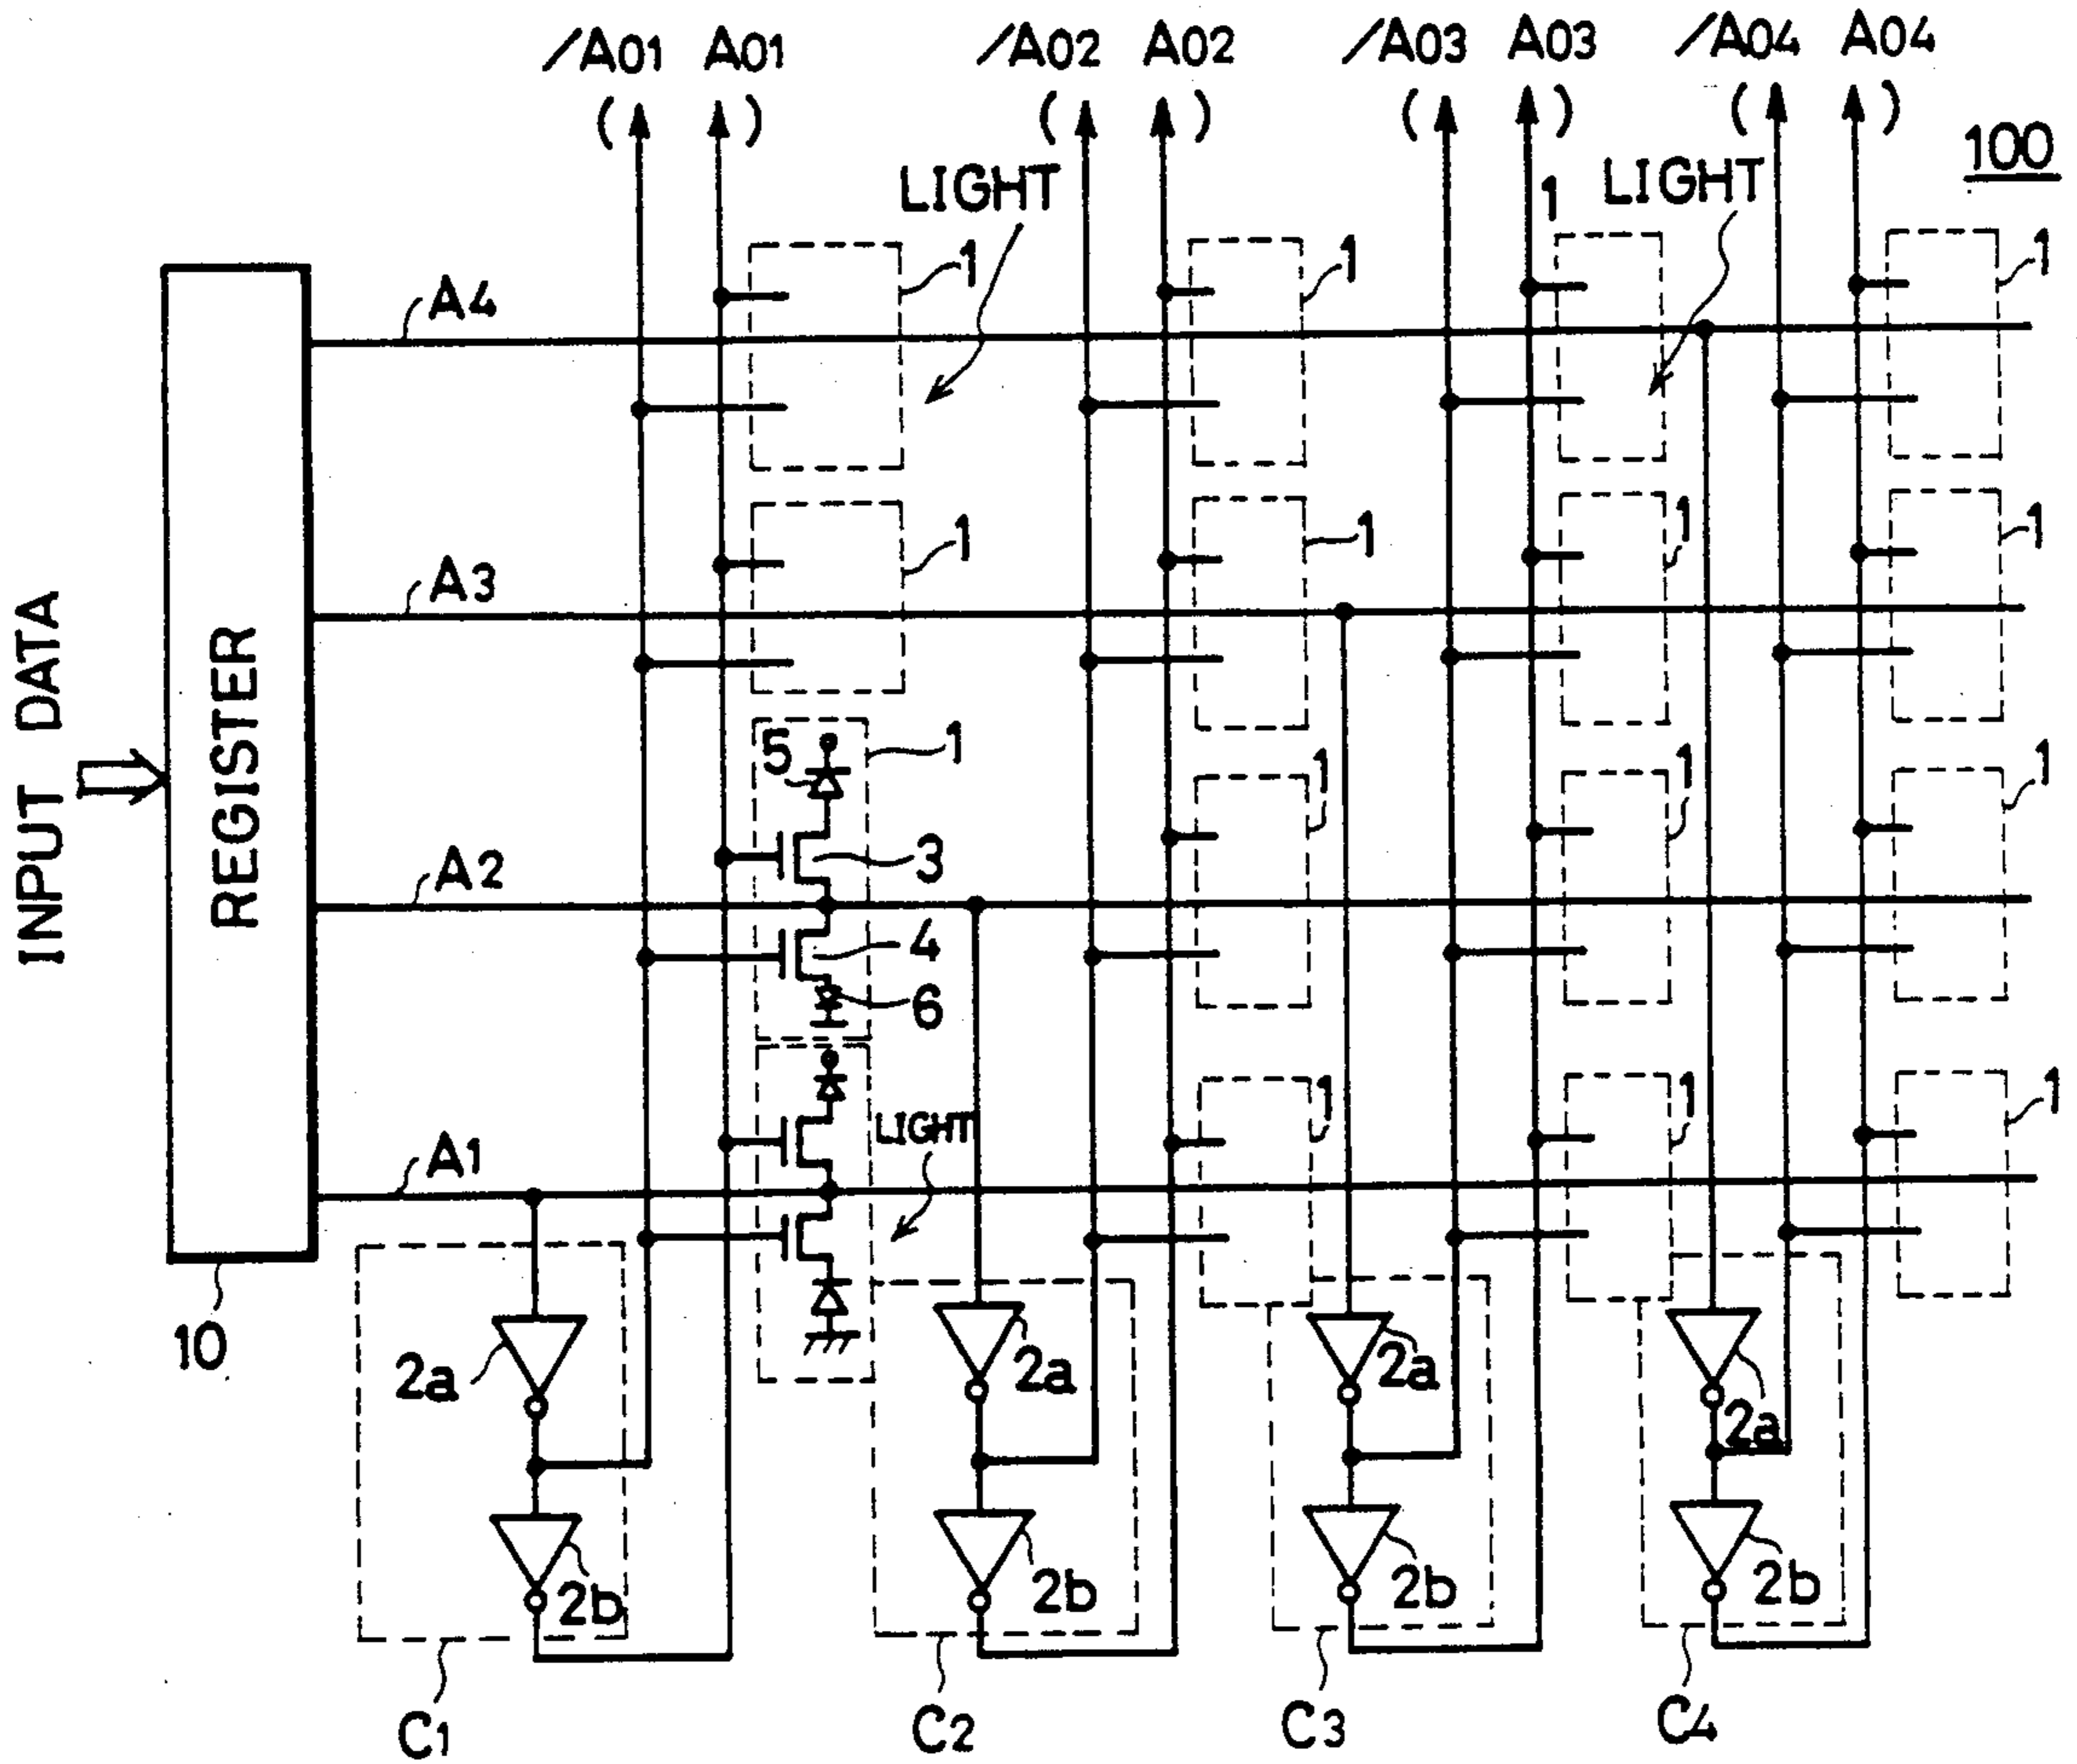 /A01 A01 /A02 A02 /A03 A03 /A04 A04
( ) ( ) ( ) ( )
100
LIGHT 1 LIGHT
1 1 1
A4
1 1 1 1
A3
INPUT DATA
REGISTER
5 1 1 1 1
3
A2
4
6
LIGHT
1 1 1
A1
10
2a 2a 2a 2a
2b 2b 2b 2b
C1 C2 C3 C4